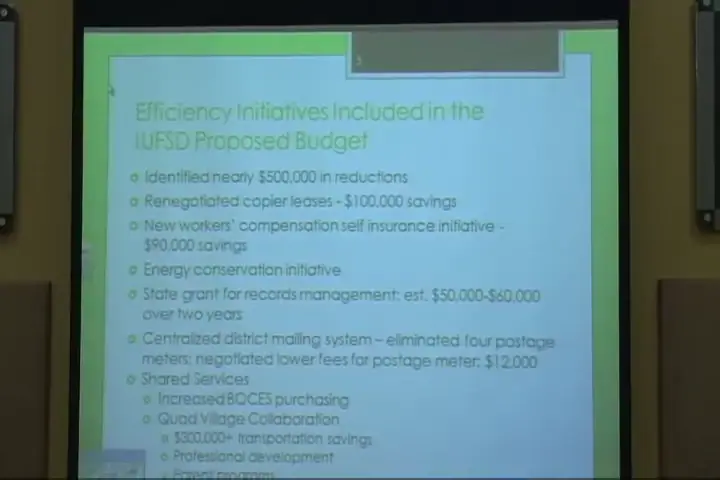 3
Efficiency Initiatives Included in the
IUFSD Proposed Budget
Identified nearly $500,000 in reductions
Renegotiated copier leases - $100,000 savings
New workers' compensation self insurance initiative -
$90,000 savings
Energy conservation initiative
State grant for records management: est. $50,000-$60,000
over two years
Centralized district mailing system – eliminated four postage
meters; negotiated lower fees for postage meter: $12,000
Shared Services
Increased BOCES purchasing
Quad Village Collaboration
$300,000+ transportation savings
Professional development
Parent programs